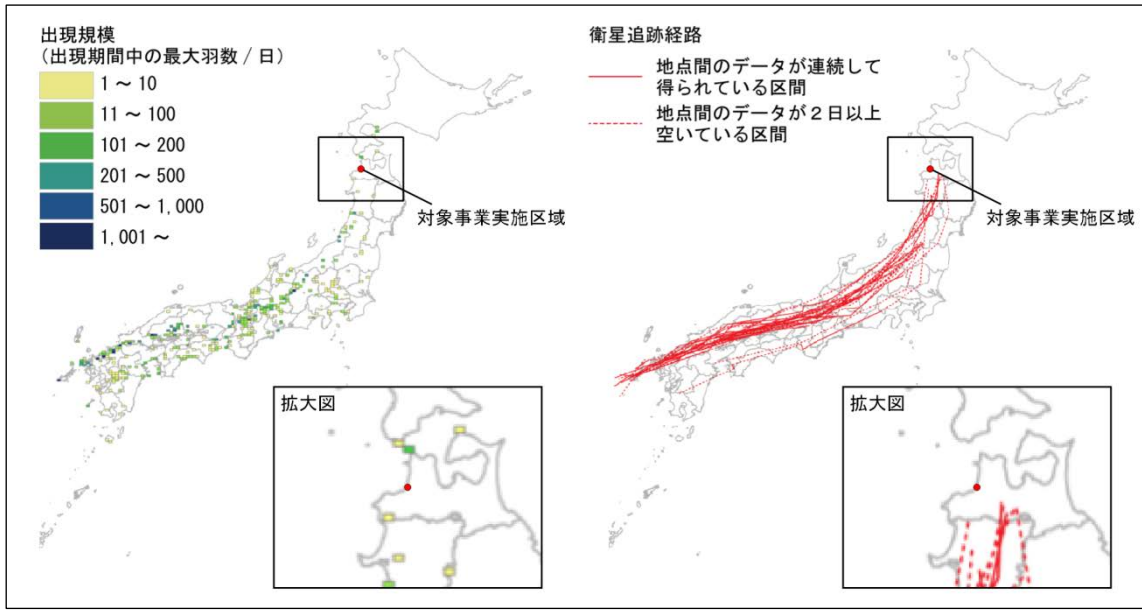 出現規模
(出現期間中の最大羽数 / 日)
1 ～ 10
11 ～ 100
101 ～ 200
201 ～ 500
501 ～ 1,000
1,001 ～
対象事業実施区域
拡大図
衛星追跡経路
地点間のデータが連続して
得られている区間
地点間のデータが２日以上
空いている区間
対象事業実施区域
拡大図